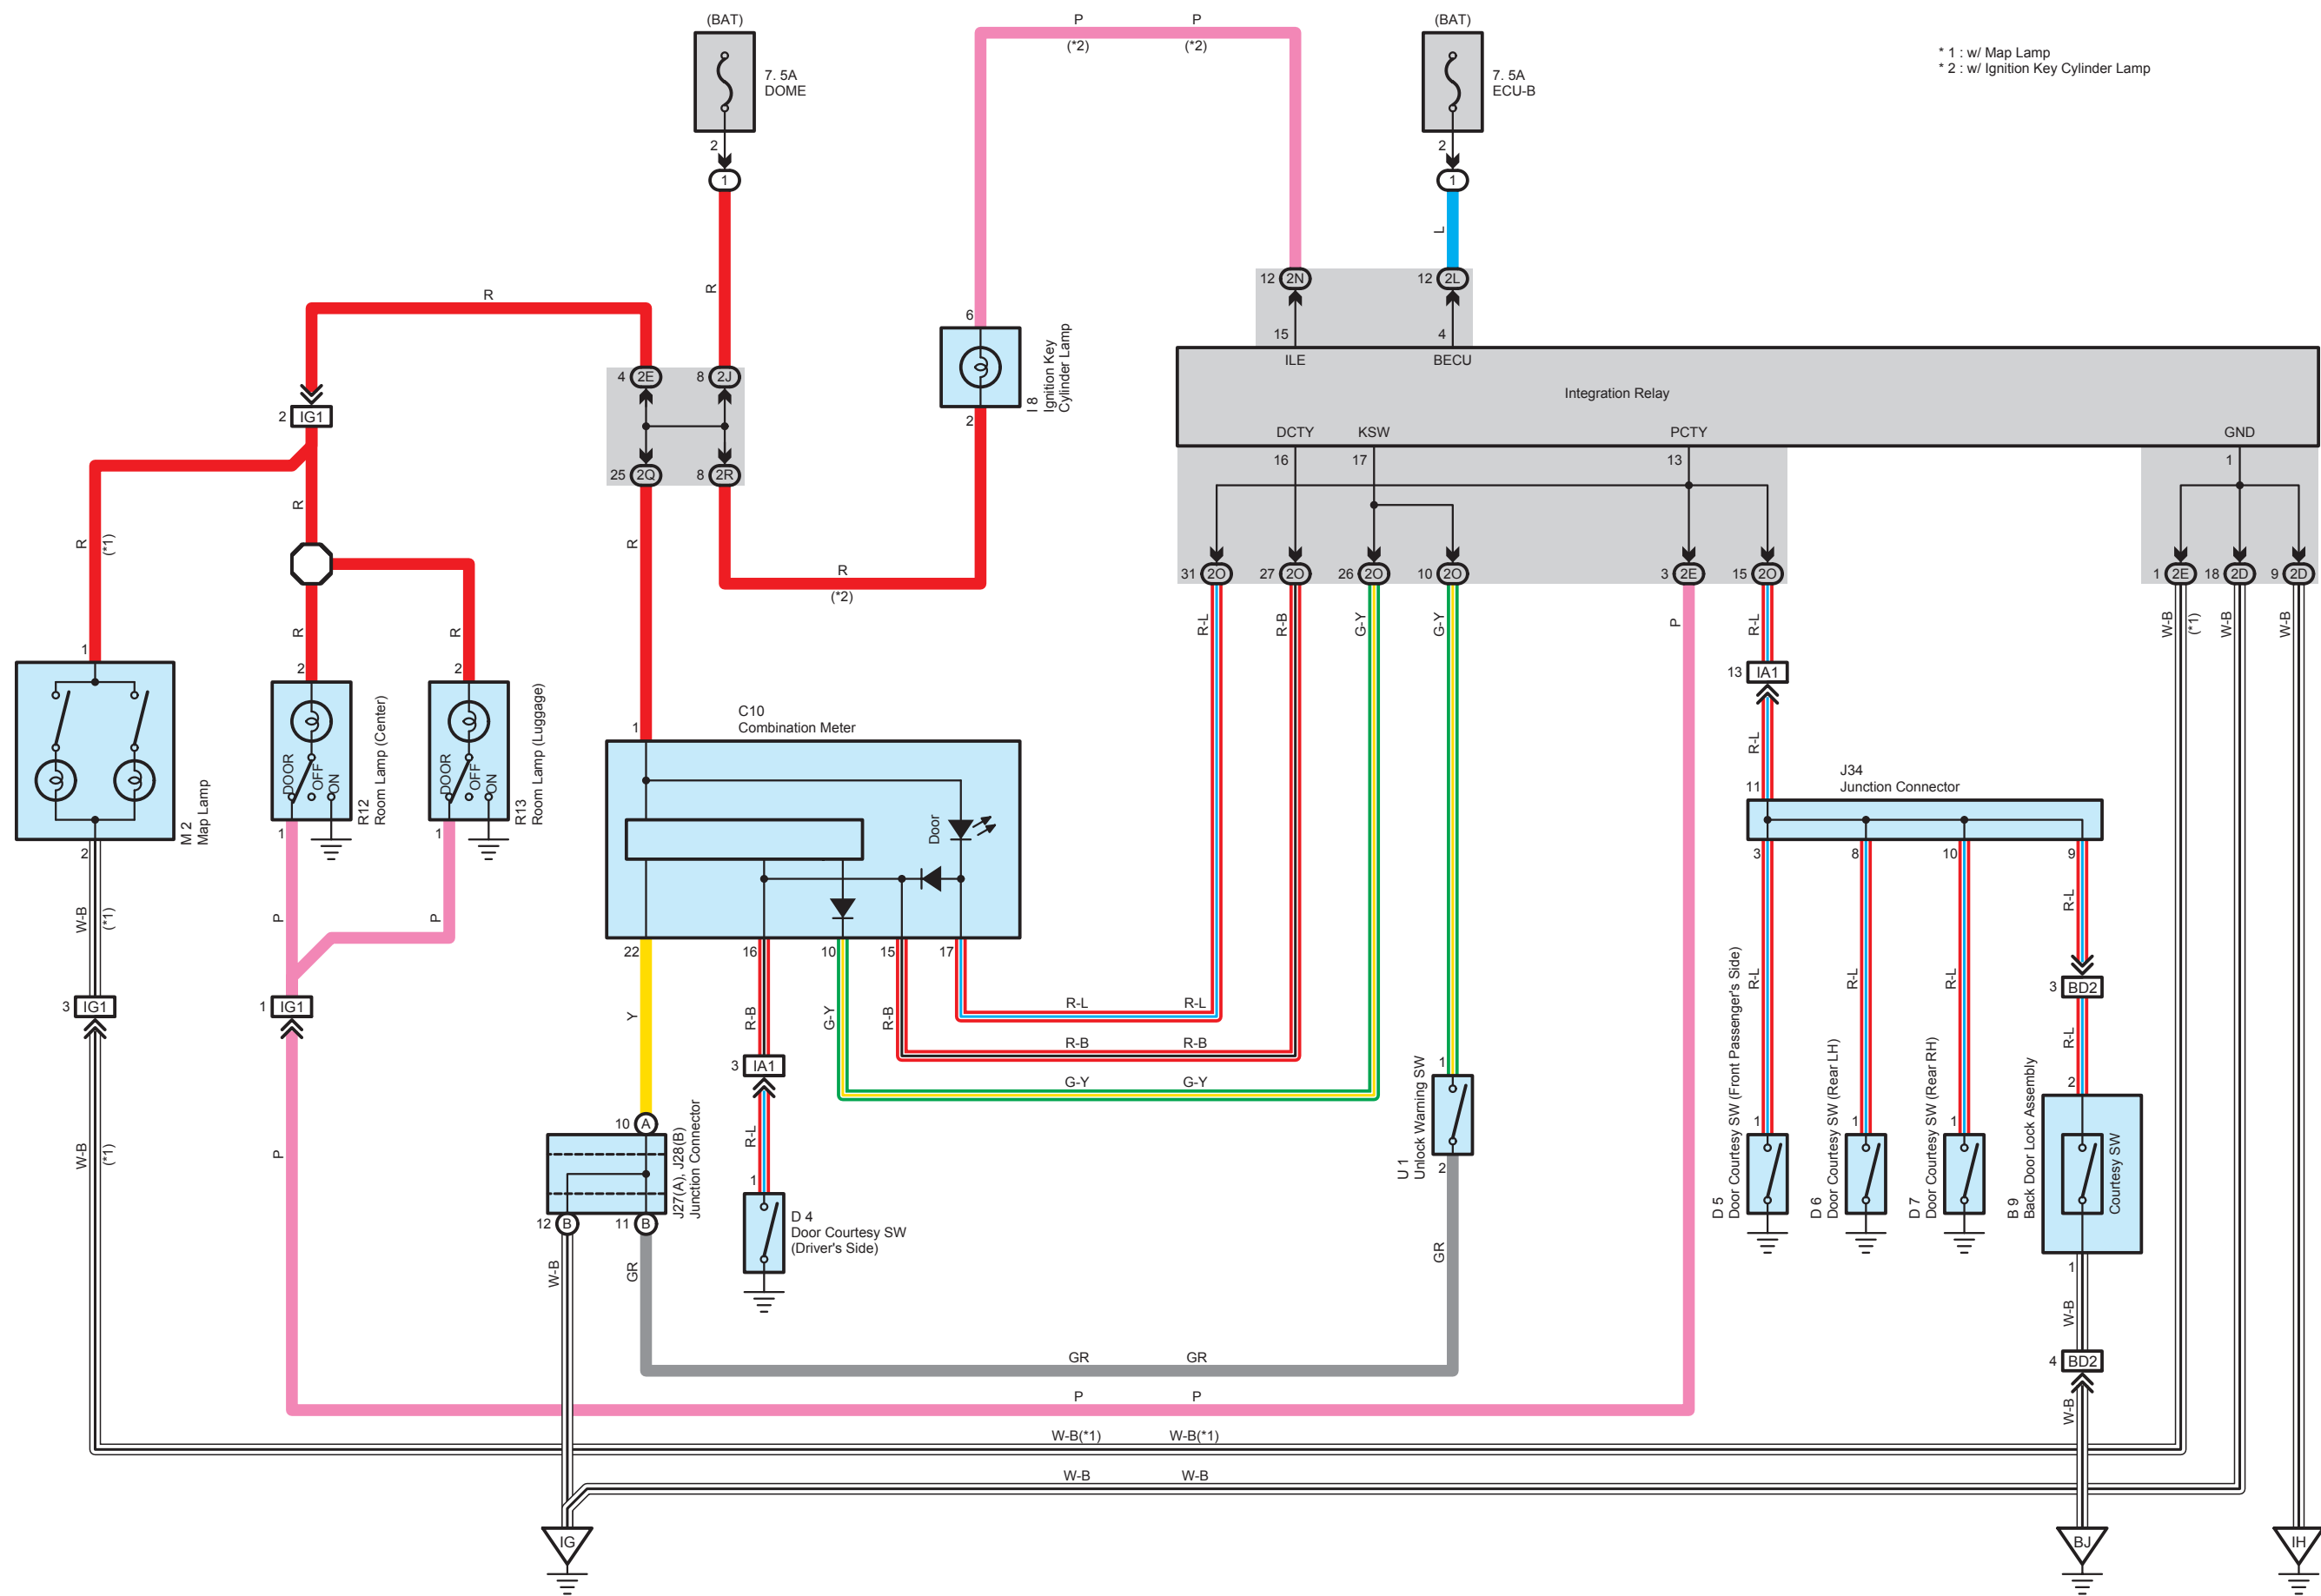 (BAT)
7. 5A
DOME
2
1
P
P
(*2)
(*2)
(BAT)
7. 5A
ECU-B
2
1
* 1 : w/ Map Lamp
* 2 : w/ Ignition Key Cylinder Lamp
R
R
L
12 2N
12 2L
15
4
6
I 8
Ignition Key
Cylinder Lamp
2
ILE
BECU
Integration Relay
DCTY
KSW
PCTY
GND
16
17
13
1
4 2E
8 2J
25 2Q
8 2R
2 IG1
R
(*1)
R
R
R
(*2)
R
R
31 2O
27 2O
26 2O
10 2O
3 2E
15 2O
1 2E
18 2D
9 2D
R-L
R-B
G-Y
G-Y
P
R-L
W-B
(*1)
W-B
W-B
13 IA1
R-L
1
M 2
Map Lamp
2
2
DOOR
OFF
ON
1
R12
Room Lamp (Center)
2
DOOR
OFF
ON
1
R13
Room Lamp (Luggage)
C10
Combination Meter
1
Door
22
16
10
15
17
J34
Junction Connector
11
3
8
10
9
W-B
(*1)
P
P
3 IG1
1 IG1
Y
R-B
G-Y
R-B
R-L
R-L
R-B
R-B
G-Y
G-Y
3 IA1
R-L
1
D 4
Door Courtesy SW
(Driver's Side)
10 A
J27(A), J28(B)
Junction Connector
12 B
11 B
W-B
GR
1
U 1
Unlock Warning SW
2
GR
R-L
R-L
R-L
R-L
3 BD2
R-L
1
D 5
Door Courtesy SW (Front Passenger's Side)
1
D 6
Door Courtesy SW (Rear LH)
1
D 7
Door Courtesy SW (Rear RH)
2
B 9
Back Door Lock Assembly
Courtesy SW
1
W-B
4 BD2
W-B
W-B
(*1)
P
GR
GR
P
P
W-B(*1)
W-B(*1)
W-B
W-B
IG
BJ
IH